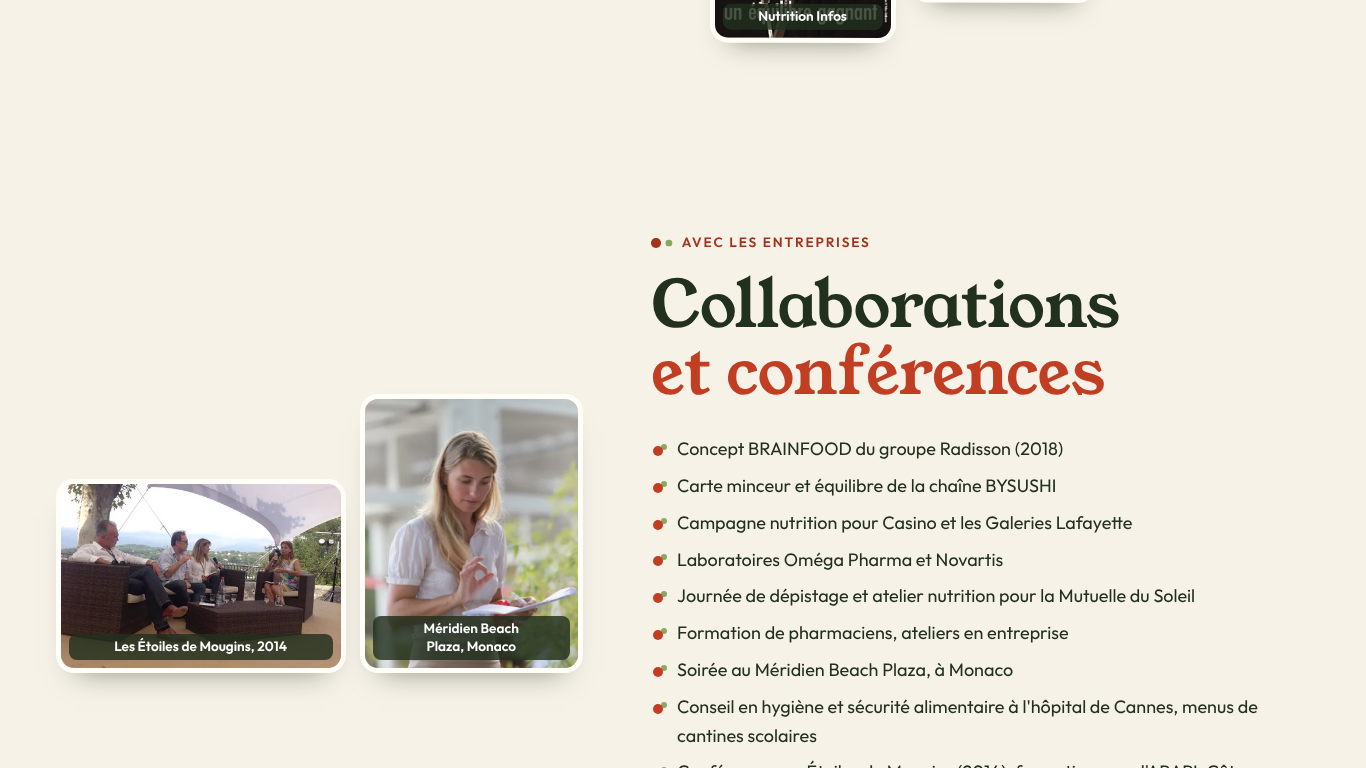 un équilibre gagnant
Nutrition Infos
AVEC LES ENTREPRISES
Collaborations
et conférences
Concept BRAINFOOD du groupe Radisson (2018)
Carte minceur et équilibre de la chaîne BYSUSHI
Campagne nutrition pour Casino et les Galeries Lafayette
Laboratoires Oméga Pharma et Novartis
Journée de dépistage et atelier nutrition pour la Mutuelle du Soleil
Formation de pharmaciens, ateliers en entreprise
Soirée au Méridien Beach Plaza, à Monaco
Conseil en hygiène et sécurité alimentaire à l'hôpital de Cannes, menus de
cantines scolaires
Les Étoiles de Mougins, 2014
Méridien Beach
Plaza, Monaco